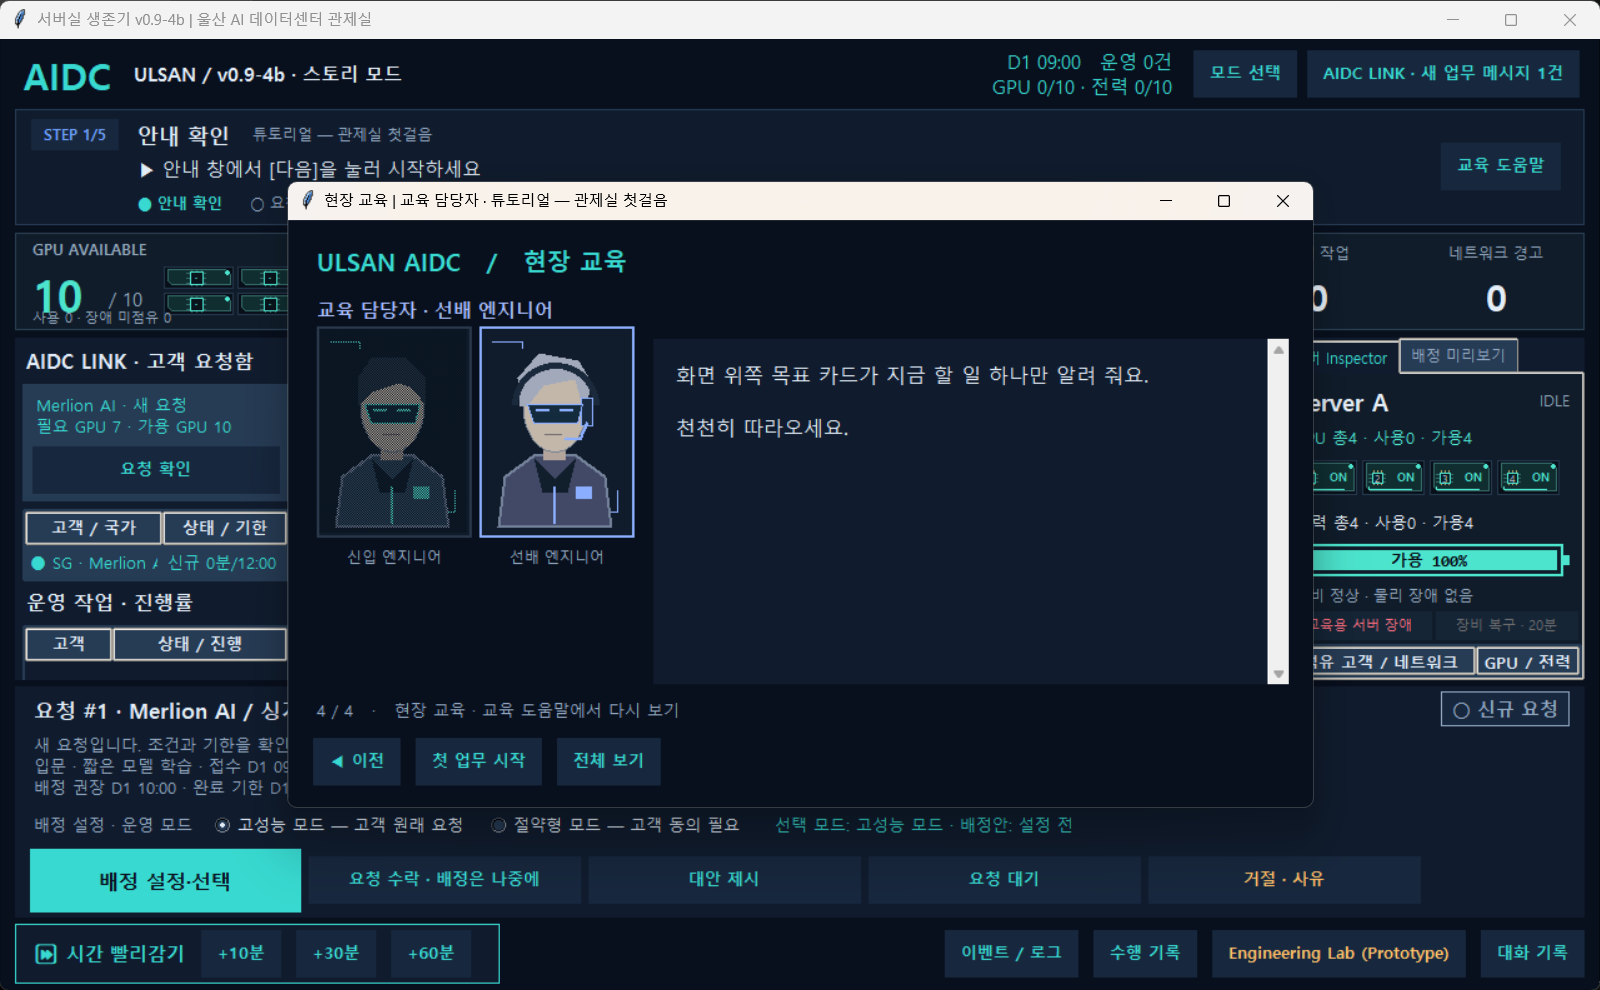 서버실 생존기 v0.9-4b | 울산 AI 데이터센터 관제실
AIDC
ULSAN / v0.9-4b · 스토리 모드
D1 09:00 운영 0건
GPU 0/10 · 전력 0/10
모드 선택
AIDC LINK · 새 업무 메시지 1건
STEP 1/5
안내 확인
튜토리얼 — 관제실 첫걸음
▶ 안내 창에서 [다음]을 눌러 시작하세요
● 안내 확인
교육 도움말
현장 교육 | 교육 담당자 · 튜토리얼 — 관제실 첫걸음
GPU AVAILABLE
10 / 10
사용 0 · 장애 미점유 0
작업
0
네트워크 경고
0
ULSAN AIDC / 현장 교육
교육 담당자 · 선배 엔지니어
신입 엔지니어
선배 엔지니어
화면 위쪽 목표 카드가 지금 할 일 하나만 알려 줘요.
천천히 따라오세요.
4 / 4 · 현장 교육 · 교육 도움말에서 다시 보기
◀ 이전
첫 업무 시작
전체 보기
AIDC LINK · 고객 요청함
Merlion AI · 새 요청
필요 GPU 7 · 가용 GPU 10
요청 확인
고객 / 국가
상태 / 기한
● SG · Merlion
신규 0분/12:00
운영 작업 · 진행률
고객
상태 / 진행
Inspector
배정 미리보기
erver A
IDLE
총4 · 사용0 · 가용4
ON
2 ON
3 ON
4 ON
총4 · 사용0 · 가용4
가용 100%
정상 · 물리 장애 없음
교육용 서버 장애
장비 복구 · 20분
고객 / 네트워크
GPU / 전력
요청 #1 · Merlion AI /
○ 신규 요청
새 요청입니다. 조건과 기한을 확인
입문 · 짧은 모델 학습 · 접수 D1
배정 권장 D1 10:00 · 완료 기한
배정 설정 · 운영 모드
고성능 모드 — 고객 원래 요청
절약형 모드 — 고객 동의 필요
선택 모드: 고성능 모드 · 배정안: 설정 전
배정 설정·선택
요청 수락 · 배정은 나중에
대안 제시
요청 대기
거절 · 사유
시간 빨리감기
+10분
+30분
+60분
이벤트 / 로그
수행 기록
Engineering Lab (Prototype)
대화 기록